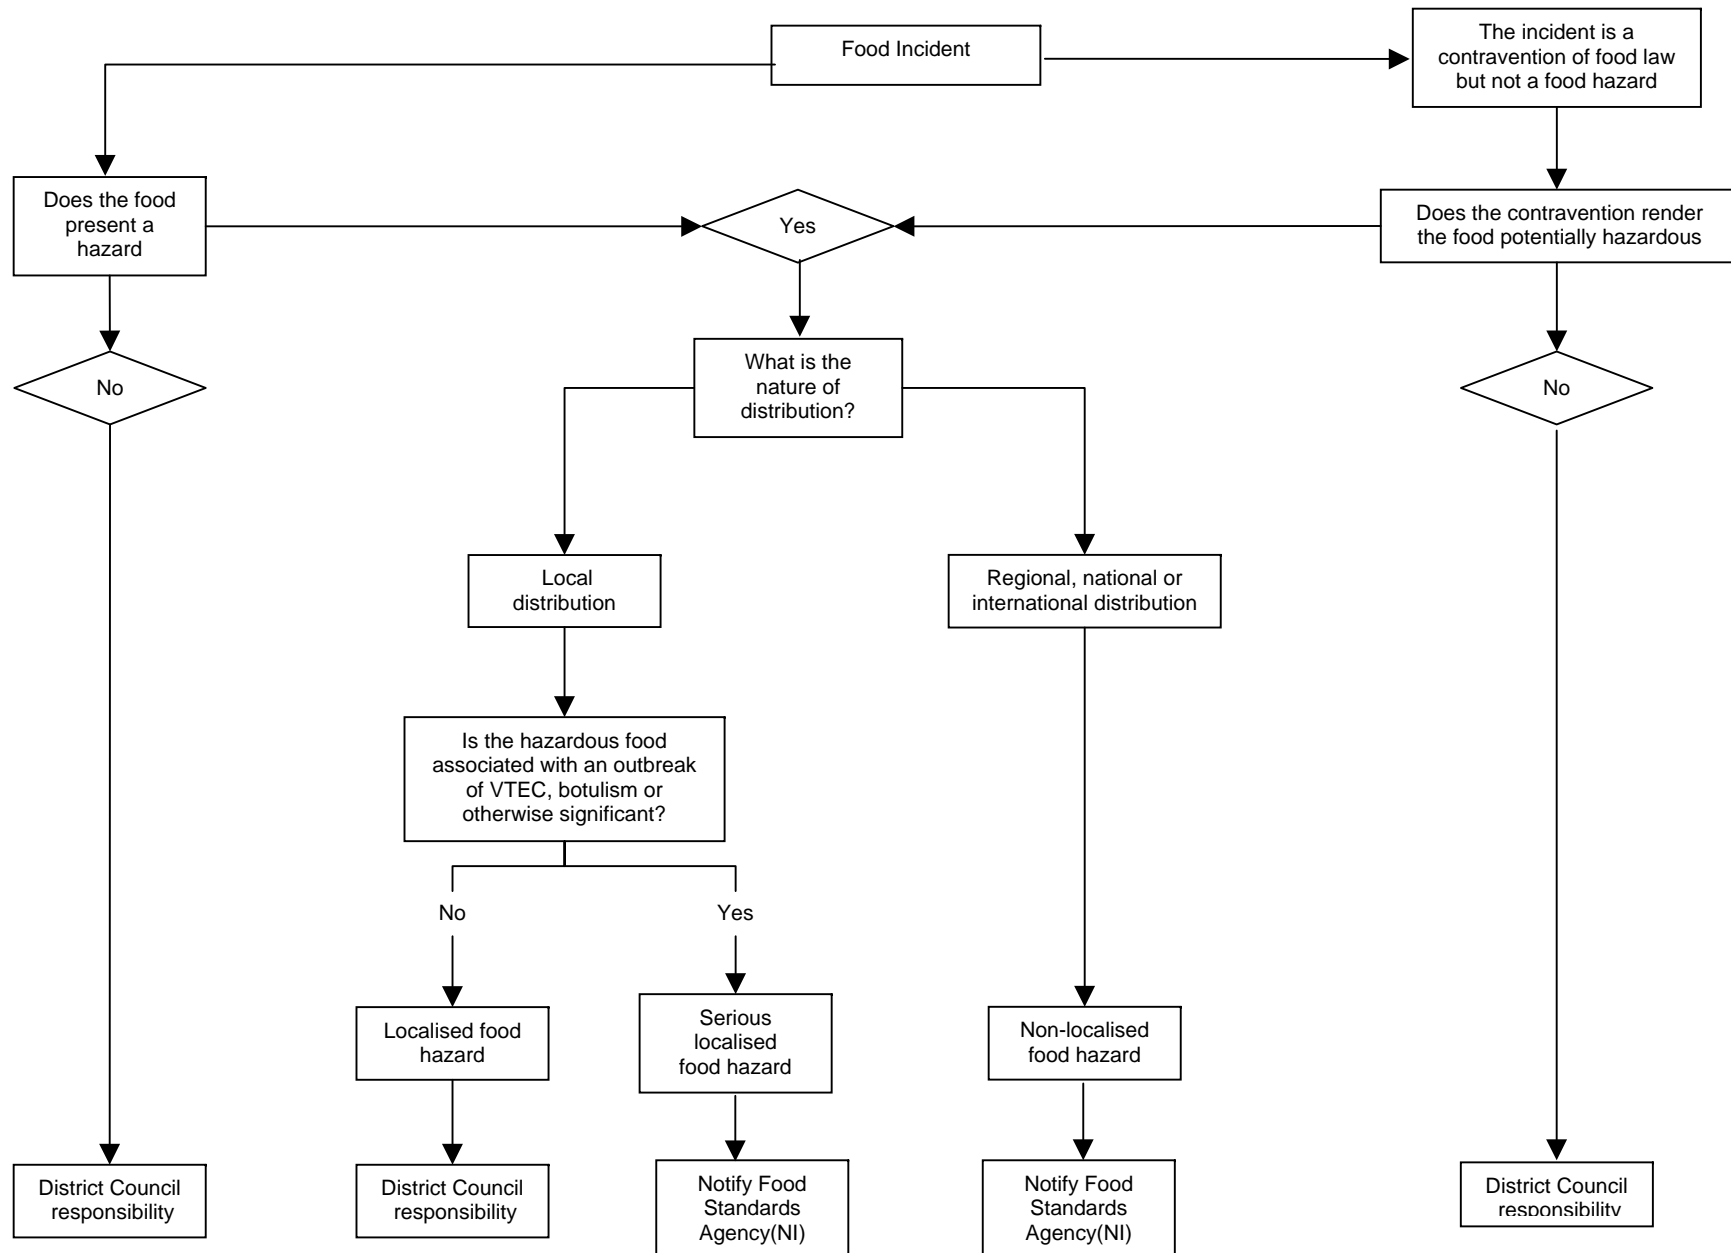 Food Incident
The incident is a
contravention of food law
but not a food hazard
Does the food
present a
hazard
Yes
Does the contravention render
the food potentially hazardous
No
What is the
nature of
distribution?
No
Local
distribution
Regional, national or
international distribution
Is the hazardous food
associated with an outbreak
of VTEC, botulism or
otherwise significant?
No
Yes
Localised food
hazard
Serious
localised
food hazard
Non-localised
food hazard
District Council
responsibility
District Council
responsibility
Notify Food
Standards
Agency(NI)
Notify Food
Standards
Agency(NI)
District Council
responsibility